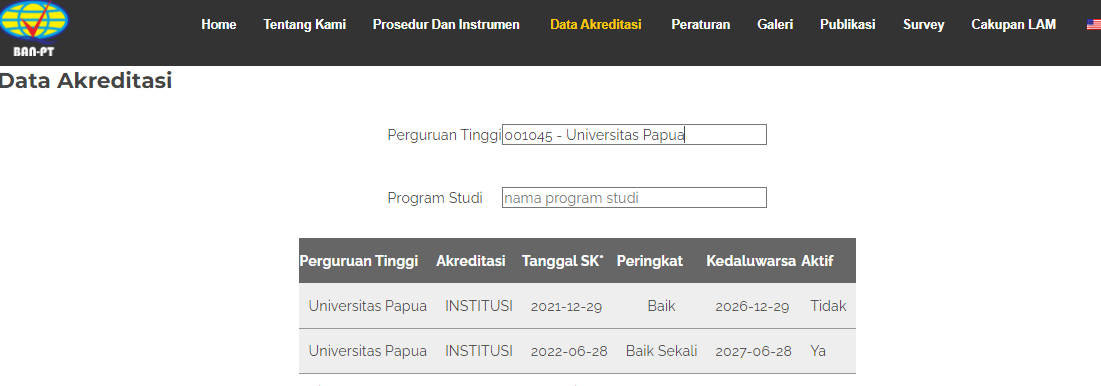 BAN-PT
Home Tentang Kami Prosedur Dan Instrumen Data Akreditasi Peraturan Galeri Publikasi Survey Cakupan LAM
Data Akreditasi
Perguruan Tinggi 001045 - Universitas Papua
Program Studi nama program studi
Perguruan Tinggi Akreditasi Tanggal SK* Peringkat Kedaluwarsa Aktif
Universitas Papua INSTITUSI 2021-12-29 Baik 2026-12-29 Tidak
Universitas Papua INSTITUSI 2022-06-28 Baik Sekali 2027-06-28 Ya